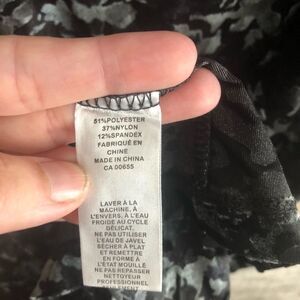 51%POLYESTER
37%NYLON
12%SPANDEX
FABRIQUÉ EN
CHINE
MADE IN CHINA
CA 00655
LAVER À LA
MACHINE, À
L'ENVERS, À L'EAU
FROIDE AU CYCLE
DÉLICAT.
NE PAS UTILISER
L'EAU DE JAVEL
SÉCHER À PLAT
ET REMETTRE
EN FORME À
L'ÉTAT MOUILLÉ
NE PAS REPASSER
NETTOYER
PROFESSIONNEL